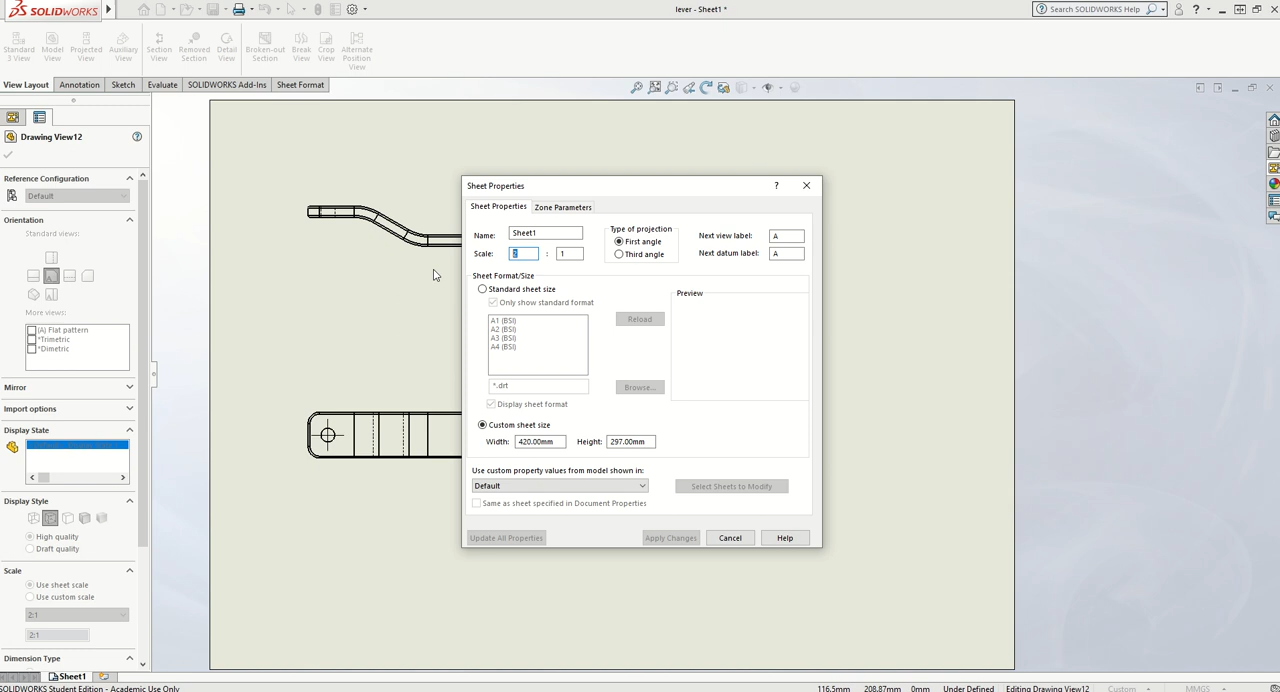 SOLIDWORKS
lever - Sheet1 *
Search SOLIDWORKS Help
Standard 3 View
Model View
Projected View
Auxiliary View
Section View
Removed Section
Detail View
Broken-out Section
Break View
Crop View
Alternate Position View
View Layout Annotation Sketch Evaluate SOLIDWORKS Add-Ins Sheet Format
Drawing View12
Reference Configuration
Default
Orientation
Standard views:
More views:
(A) Flat pattern
*Trimetric
*Dimetric
Mirror
Import options
Display State
Display Style
High quality
Draft quality
Scale
Use sheet scale
Use custom scale
2:1
2:1
Dimension Type
Sheet Properties
? 
Sheet Properties Zone Parameters
Name: Sheet1
Scale: 2 : 1
Type of projection
First angle
Third angle
Next view label: A
Next datum label: A
Sheet Format/Size
Standard sheet size
Only show standard format
A1 (BSI)
A2 (BSI)
A3 (BSI)
A4 (BSI)
Reload
*.drt
Browse...
Display sheet format
Preview
Custom sheet size
Width: 420.00mm Height: 297.00mm
Use custom property values from model shown in:
Default
Select Sheets to Modify
Same as sheet specified in Document Properties
Update All Properties Apply Changes Cancel Help
Sheet1
SOLIDWORKS Student Edition - Academic Use Only
116.5mm 208.87mm 0mm Under Defined Editing Drawing View12 Custom MMGS